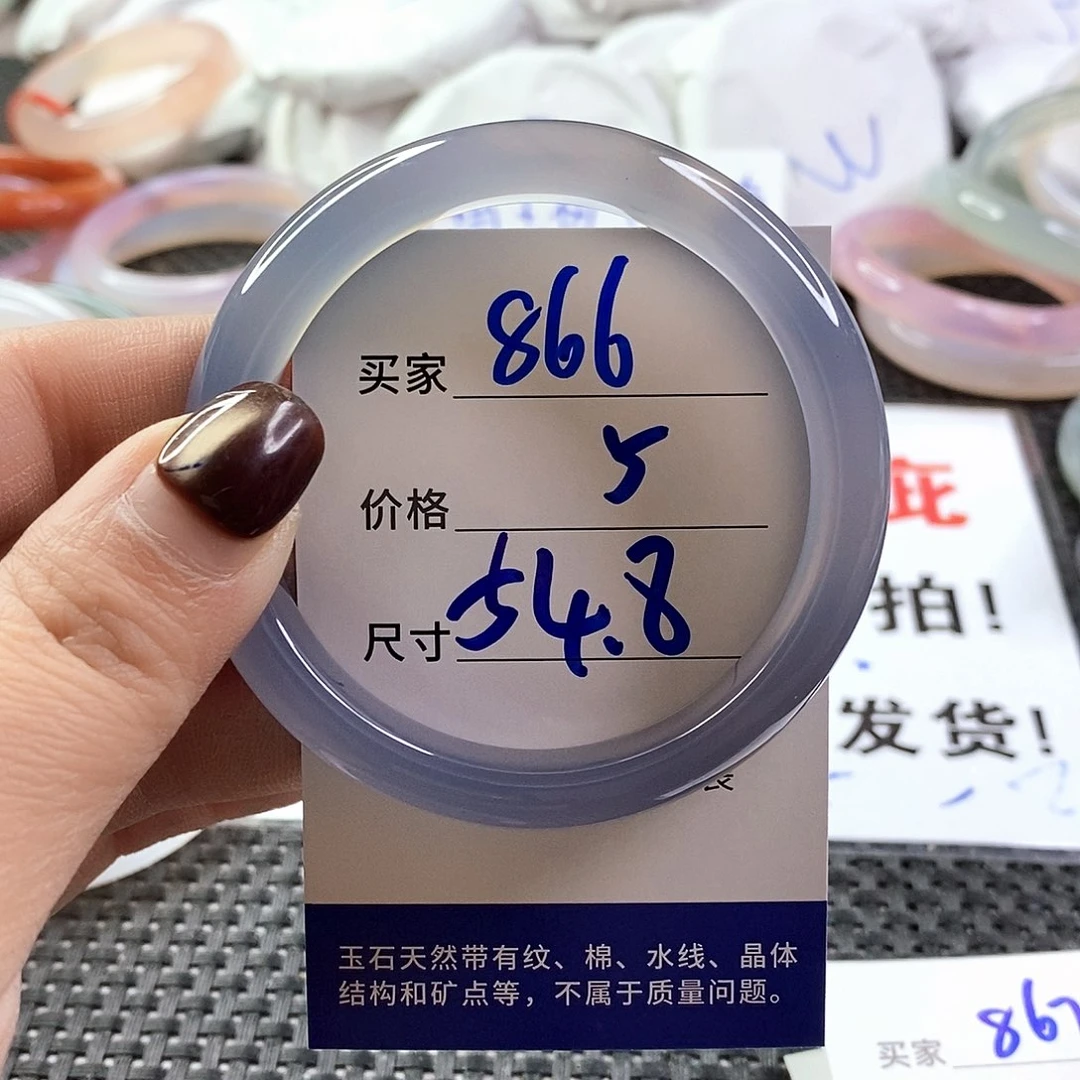 买家 866
价格 5
尺寸 54.8
玉石天然带有纹、棉、水线、晶体
结构和矿点等，不属于质量问题。
疵
拍！
发货！
买家 867